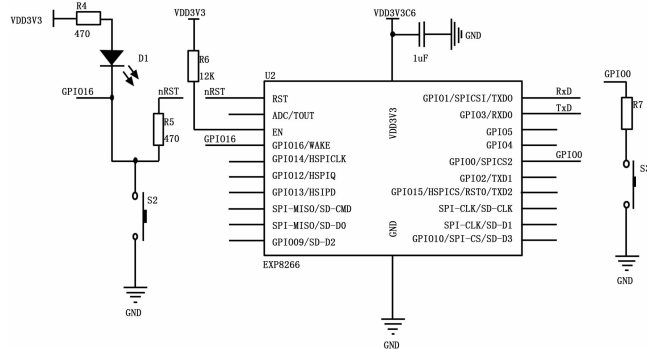 R4
VDD3V3
470
D1
GPIO16
nRST
R5
470
S2
GND
VDD3V3
R6
12K
nRST
GPIO16
VDD3V3C6
1uF
GND
U2
RST
ADC/TOUT
EN
GPIO16/WAKE
GPIO14/HSPICLK
GPIO12/HSPIQ
GPIO13/HSIPD
SPI-MISO/SD-CMD
SPI-MISO/SD-D0
GPIO09/SD-D2
VDD3V3
GND
GPIO1/SPICSI/TXD0
GPIO3/RXD0
GPIO5
GPIO4
GPIO0/SPICS2
GPIO2/TXD1
GPIO15/HSPICS/RST0/TXD2
SPI-CLK/SD-CLK
SPI-CLK/SD-D1
GPIO10/SPI-CS/SD-D3
EXP8266
GND
RxD
TxD
GPIO0
GPIO0
R7
GND